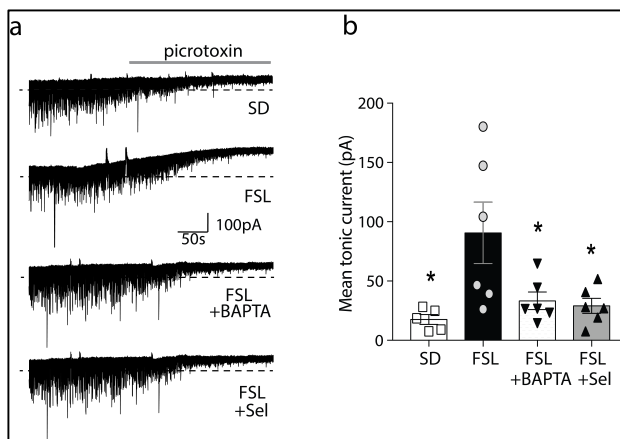 a
picrotoxin
SD
FSL
100pA
50s
FSL
+BAPTA
FSL
+Sel
b
Mean tonic current (pA)
200
150
100
50
0
*
*
*
SD
FSL
FSL
+BAPTA
FSL
+Sel